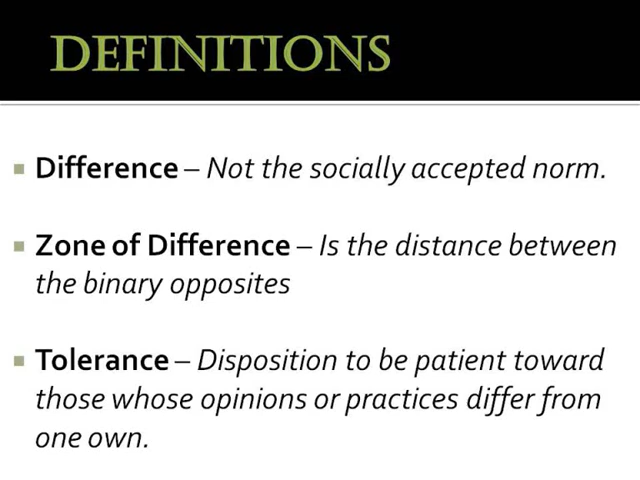 DEFINITIONS
Difference – Not the socially accepted norm.
Zone of Difference – Is the distance between
the binary opposites
Tolerance – Disposition to be patient toward
those whose opinions or practices differ from
one own.